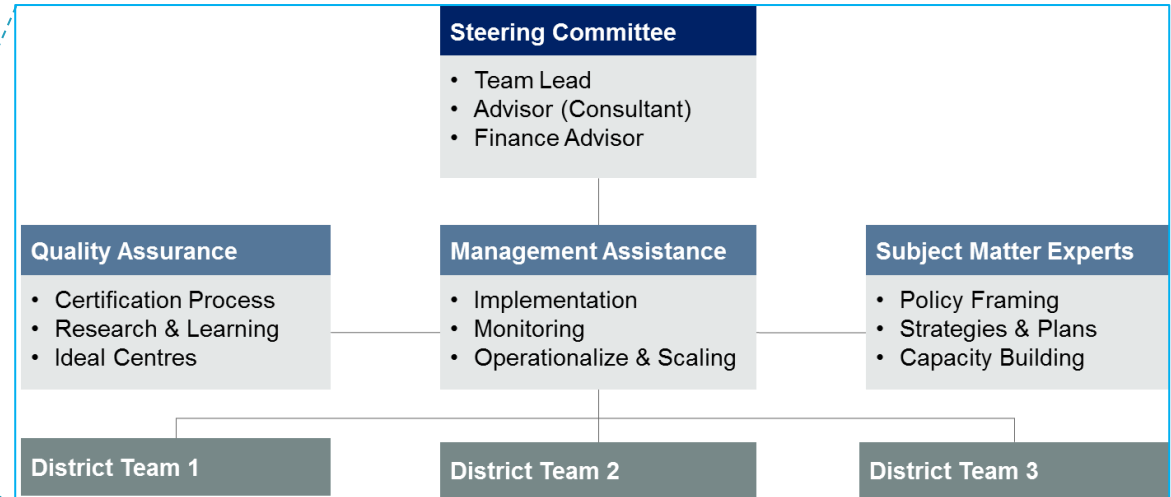 Steering Committee
• Team Lead
• Advisor (Consultant)
• Finance Advisor
Quality Assurance
• Certification Process
• Research & Learning
• Ideal Centres
Management Assistance
• Implementation
• Monitoring
• Operationalize & Scaling
Subject Matter Experts
• Policy Framing
• Strategies & Plans
• Capacity Building
District Team 1
District Team 2
District Team 3